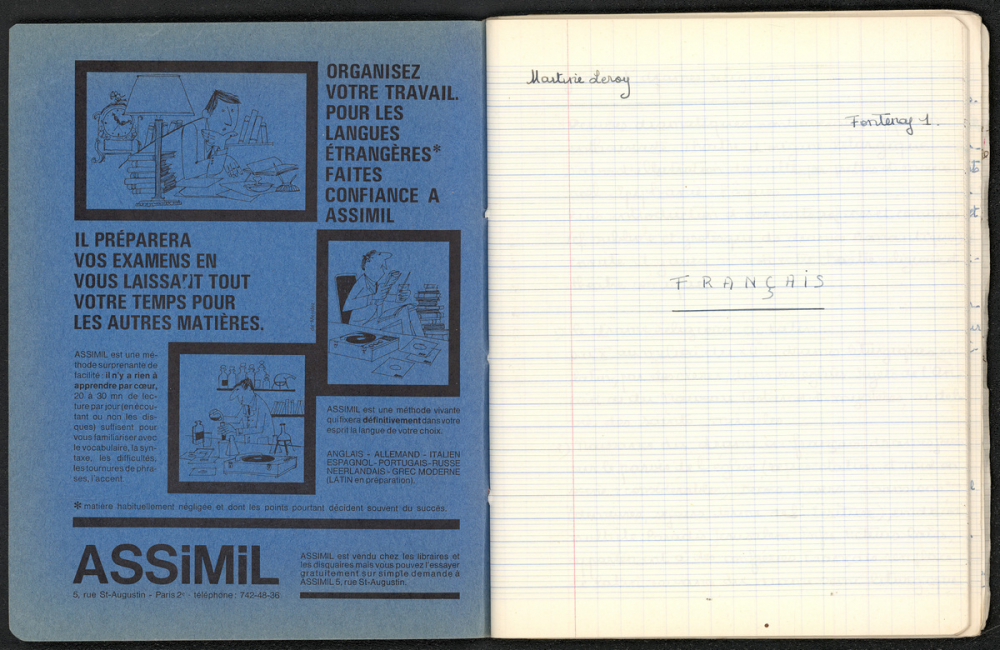 ORGANISEZ
VOTRE TRAVAIL.
POUR LES
LANGUES
ÉTRANGÈRES*
FAITES
CONFIANCE A
ASSIMIL
IL PRÉPARERA
VOS EXAMENS EN
VOUS LAISSANT TOUT
VOTRE TEMPS POUR
LES AUTRES MATIÈRES.
ASSIMIL est une mé-
thode surprenante de
facilité : il n'y a rien à
apprendre par cœur,
20 à 30 mn de lec-
ture par jour (en écou-
tant ou non les dis-
ques) suffisent pour
vous familiariser avec
le vocabulaire, la syn-
taxe, les difficultés,
les tournures de phra-
ses, l'accent.
ASSIMIL est une méthode vivante
qui fixera définitivement dans votre
esprit la langue de votre choix.
ANGLAIS - ALLEMAND - ITALIEN
ESPAGNOL - PORTUGAIS - RUSSE
NEERLANDAIS - GREC MODERNE
(LATIN en préparation).
* matière habituellement négligée et dont les points pourtant décident souvent du succès.
ASSiMiL
5, rue St-Augustin - Paris 2e - téléphone : 742-48-36
ASSIMIL est vendu chez les libraires et
les disquaires mais vous pouvez l'essayer
gratuitement sur simple demande à
ASSIMIL 5, rue St-Augustin.
Martine Leroy
Fontenay 1.
FRANÇAIS